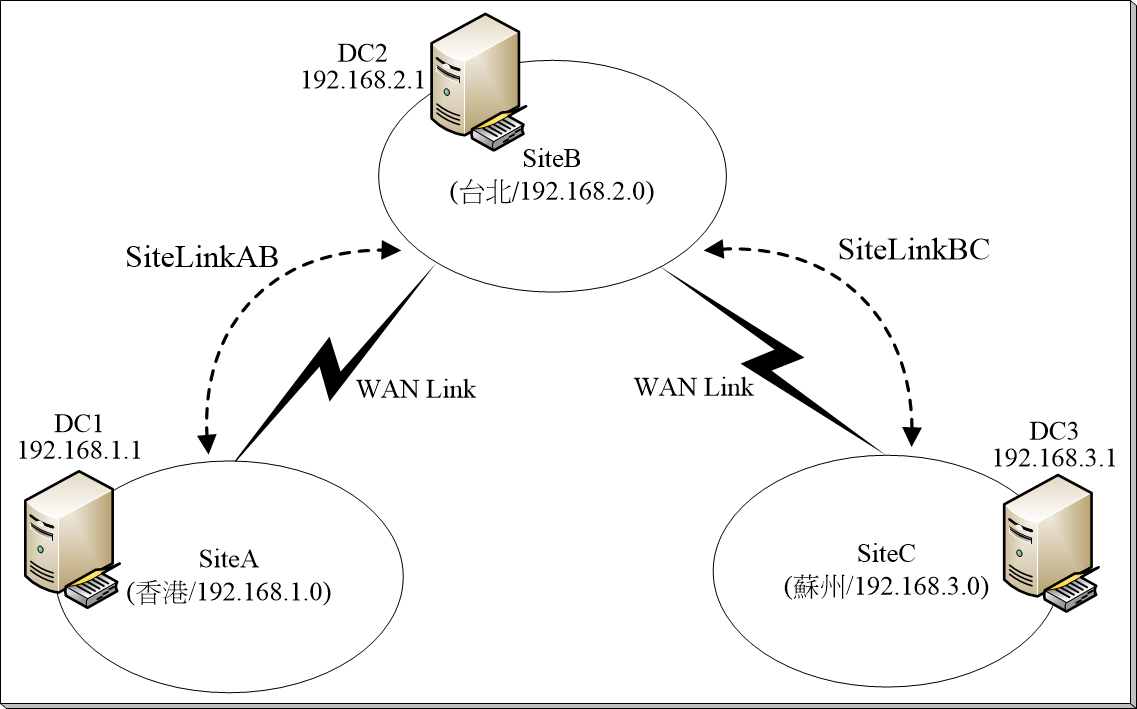 DC2
192.168.2.1
SiteB
(台北/192.168.2.0)
SiteLinkAB
SiteLinkBC
WAN Link
WAN Link
DC1
192.168.1.1
DC3
192.168.3.1
SiteA
(香港/192.168.1.0)
SiteC
(蘇州/192.168.3.0)